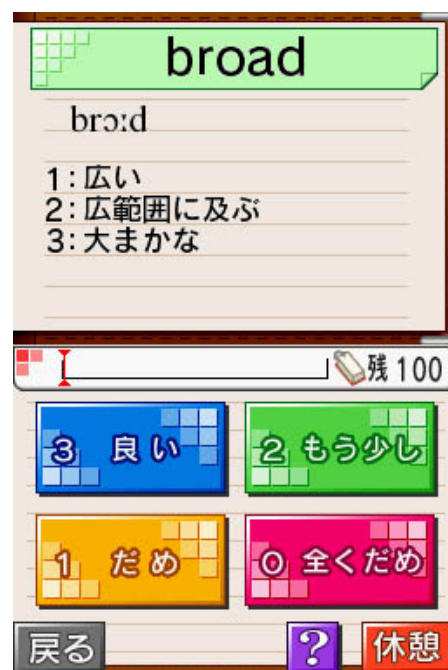 broad
brɔːd
1:広い
2:広範囲に及ぶ
3:大まかな
残100
3 良い
2 もう少し
1 だめ
0 全くだめ
戻る
?
休憩